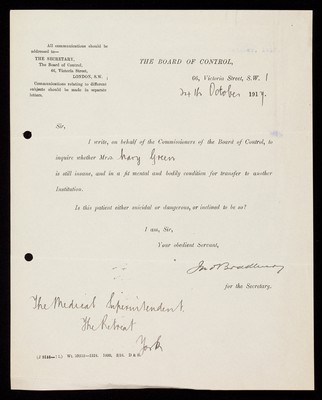 All communications should be
addressed to—
THE SECRETARY,
The Board of Control,
66, Victoria Street,
LONDON, S.W. 1
Communications relating to different
subjects should be made in separate
letters.
THE BOARD OF CONTROL,
66, Victoria Street, S.W. 1
October 1917.
Sir,
I write, on behalf of the Commissioners of the Board of Control, to
inquire whether Mrs. Mary Green
is still insane, and in a fit mental and bodily condition for transfer to another
Institution.
Is this patient either suicidal or dangerous, or inclined to be so?
I am, Sir,
Your obedient Servant,
for the Secretary.
The Medical Superintendent.
The Retreat
York